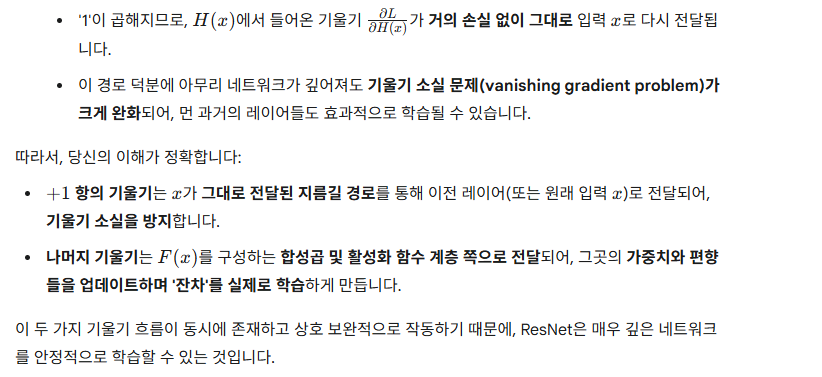 • '1'이 곱해지므로, H(x)에서 들어온 기울기 ∂L/∂H(x)가 거의 손실 없이 그대로 입력 x로 다시 전달됩
니다.
• 이 경로 덕분에 아무리 네트워크가 깊어져도 기울기 소실 문제(vanishing gradient problem)가
크게 완화되어, 먼 과거의 레이어들도 효과적으로 학습될 수 있습니다.
따라서, 당신의 이해가 정확합니다:
• +1 항의 기울기는 x가 그대로 전달된 지름길 경로를 통해 이전 레이어(또는 원래 입력 x)로 전달되어,
기울기 소실을 방지합니다.
• 나머지 기울기는 F(x)를 구성하는 합성곱 및 활성화 함수 계층 쪽으로 전달되어, 그곳의 가중치와 편향
들을 업데이트하며 '잔차'를 실제로 학습하게 만듭니다.
이 두 가지 기울기 흐름이 동시에 존재하고 상호 보완적으로 작동하기 때문에, ResNet은 매우 깊은 네트워크
를 안정적으로 학습할 수 있는 것입니다.